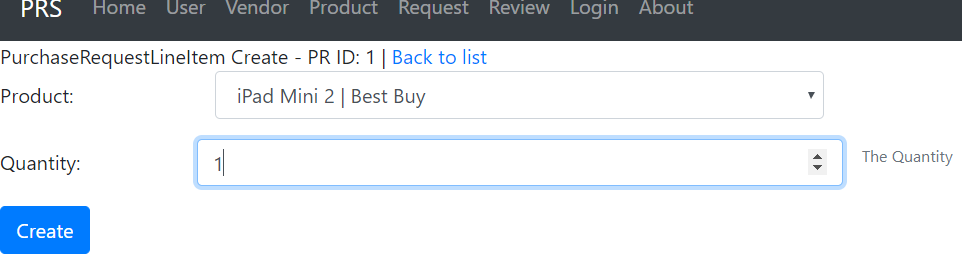 PRS Home User Vendor Product Request Review Login About
PurchaseRequestLineItem Create - PR ID: 1 | Back to list
Product: iPad Mini 2 | Best Buy
Quantity: 1 The Quantity
Create